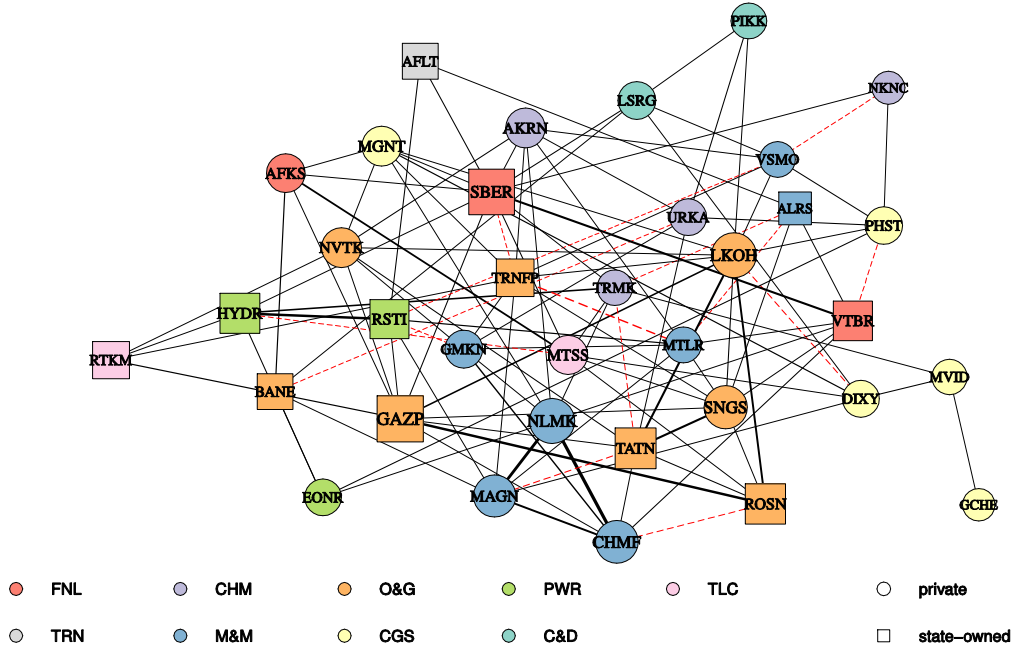 PIKK
AFLT
NKNC
LSRG
AKRN
MGNT
VSMO
AFKS
SBER
ALRS
URKA
PHST
NVTK
LKOH
TRNFP
TRMK
HYDR
RSTI
VTBR
GMKN
MTSS
MTLR
RTKM
MVID
BANE
DIXY
SNGS
GAZP
NLMK
TATN
EONR
MAGN
ROSN
GCHE
CHMF
FNL CHM O&G PWR TLC private
TRN M&M CGS C&D state-owned